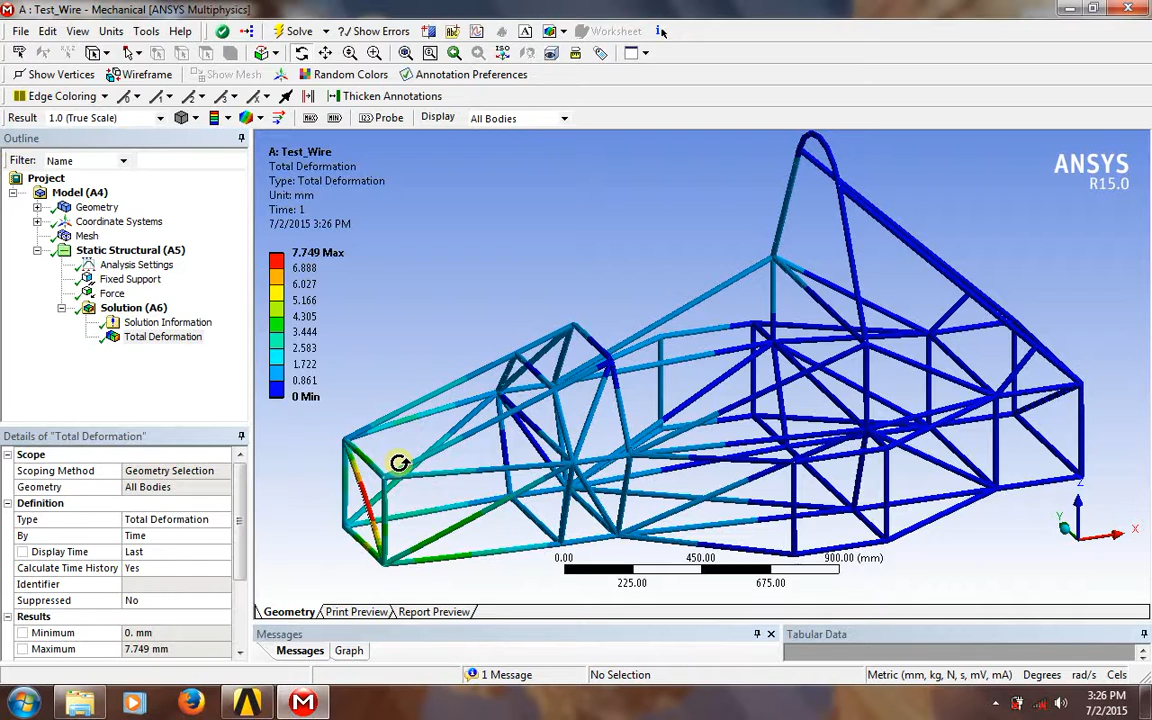 A : Test_Wire - Mechanical [ANSYS Multiphysics]
File Edit View Units Tools Help Solve ?/ Show Errors A Worksheet
ISO
Show Vertices Wireframe Show Mesh Random Colors Annotation Preferences
Edge Coloring Thicken Annotations
Result 1.0 (True Scale) MAX MIN Probe Display All Bodies
Outline
Filter: Name
Project
Model (A4)
Geometry
Coordinate Systems
Mesh
Static Structural (A5)
Analysis Settings
Fixed Support
Force
Solution (A6)
Solution Information
Total Deformation
Details of "Total Deformation"
Scope
Scoping Method Geometry Selection
Geometry All Bodies
Definition
Type Total Deformation
By Time
Display Time Last
Calculate Time History Yes
Identifier
Suppressed No
Results
Minimum 0. mm
Maximum 7.749 mm
A: Test_Wire
Total Deformation
Type: Total Deformation
Unit: mm
Time: 1
7/2/2015 3:26 PM
7.749 Max
6.888
6.027
5.166
4.305
3.444
2.583
1.722
0.861
0 Min
ANSYS
R15.0
Z
Y
X
0.00 450.00 900.00 (mm)
225.00 675.00
Geometry Print Preview Report Preview
Messages Tabular Data
Messages Graph
1 Message No Selection Metric (mm, kg, N, s, mV, mA) Degrees rad/s Cels
3:26 PM
7/2/2015